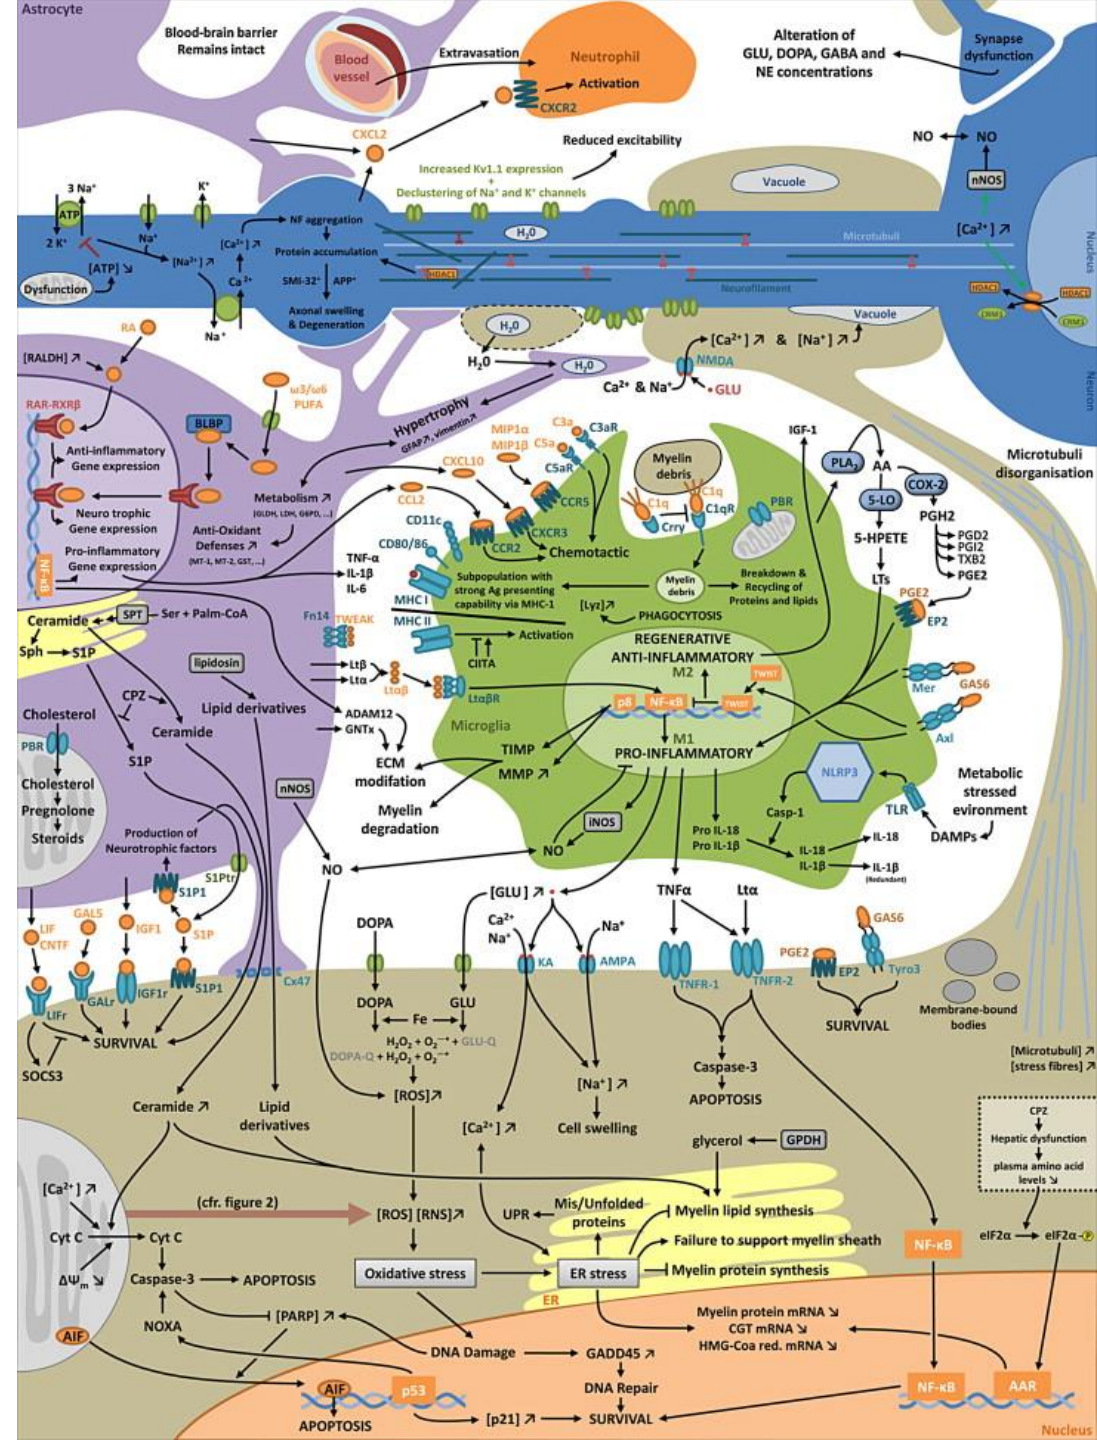 Astrocyte
Blood-brain barrier
Remains intact
Blood
vessel
Extravasation
Neutrophil
Activation
CXCR2
CXCL2
Alteration of
GLU, DOPA, GABA and
NE concentrations
Synapse
dysfunction
Reduced excitability
Increased Kv1.1 expression
+
Declustering of Na⁺ and K⁺ channels
Vacuole
NO
NO
nNOS
[Ca²⁺] ↗
3 Na⁺
ATP
2 K⁺
[ATP] ↘
Dysfunction
Na⁺
[Na²⁺] ↗
K⁺
[Ca²⁺] ↗
Ca²⁺
Na⁺
NF aggregation
Protein accumulation
SMI-32⁺
APP⁺
Axonal swelling
& Degeneration
H₂0
Microtubuli
HDAC1
Neurofilament
HDAC1
HDAC1
CRM1
CRM1
Nucleus
Neuron
H₂0
H₂0
H₂0
Vacuole
[Ca²⁺] ↗ & [Na⁺] ↗
NMDA
Ca²⁺ & Na⁺
GLU
RA
[RALDH] ↗
RAR-RXRβ
Anti-inflammatory
Gene expression
Neuro trophic
Gene expression
Pro-inflammatory
Gene expression
NF-κB
ω3/ω6
PUFA
BLBP
Hypertrophy
GFAP↗, vimentin↗
Metabolism ↗
[GLDH, LDH, G6PD, ...]
Anti-Oxidant
Defenses ↗
(MT-1, MT-2, GST, ...)
TNF-α
IL-1β
IL-6
MIP1α
MIP1β
CXCL10
CCL2
C3a
C3aR
C5a
C5aR
CCR5
CXCR3
CCR2
CD11c
CD80/86
Chemotactic
MHC I
MHC II
Subpopulation with
strong Ag presenting
capability via MHC-1
Activation
CIITA
Myelin
debris
C1q
C1q
Crry
C1qR
PBR
Myelin
debris
Breakdown &
Recycling of
Proteins and lipids
[Lyz]↗
PHAGOCYTOSIS
IGF-1
PLA₂
AA
COX-2
5-LO
PGH2
5-HPETE
PGD2
PGI2
TXB2
PGE2
LTs
PGE2
EP2
Microtubuli
disorganisation
Ceramide
SPT
Ser + Palm-CoA
Sph
S1P
Fn14
TWEAK
Ltβ
Ltα
Ltαβ
LtαβR
lipidosin
Lipid derivatives
CPZ
Ceramide
S1P
ADAM12
GNTx
ECM
modifation
REGENERATIVE
ANTI-INFLAMMATORY
M2
TWIST
p8
NF-κB
TWIST
M1
PRO-INFLAMMATORY
Microglia
TIMP
MMP ↗
Myelin
degradation
Mer
GAS6
Axl
NLRP3
Casp-1
TLR
Metabolic
stressed
evironment
DAMPs
Cholesterol
PBR
Cholesterol
Pregnolone
Steroids
nNOS
NO
iNOS
NO
Pro IL-18
Pro IL-1β
IL-18
IL-1β
IL-18
IL-1β
(Redundant)
Production of
Neurotrophic factors
S1P1
S1Ptr
LIF
CNTF
GAL5
IGF1
S1P
LIFr
GALr
IGF1r
S1P1
Cx47
SOCS3
SURVIVAL
DOPA
[GLU] ↗
Ca²⁺
Na⁺
KA
Na⁺
AMPA
TNFα
Ltα
TNFR-1
TNFR-2
PGE2
EP2
GAS6
Tyro3
SURVIVAL
Membrane-bound
bodies
DOPA
GLU
Fe
H₂O₂ + O₂⁻• + GLU-Q
DOPA-Q + H₂O₂ + O₂⁻•
[ROS]↗
[Na⁺] ↗
Cell swelling
[Ca²⁺] ↗
Caspase-3
APOPTOSIS
[Microtubuli] ↗
[stress fibres] ↗
Ceramide ↗
Lipid
derivatives
glycerol
GPDH
CPZ
Hepatic dysfunction
plasma amino acid
levels ↘
[Ca²⁺] ↗
Cyt C
Cyt C
ΔΨm ↘
(cfr. figure 2)
[ROS] [RNS]↗
UPR
Mis/Unfolded
proteins
Myelin lipid synthesis
Failure to support myelin sheath
Myelin protein synthesis
Oxidative stress
ER stress
ER
NF-κB
eIF2α
eIF2α-P
Caspase-3
APOPTOSIS
NOXA
[PARP] ↗
AIF
Myelin protein mRNA ↘
CGT mRNA ↘
HMG-Coa red. mRNA ↘
DNA Damage
GADD45 ↗
DNA Repair
AIF
p53
APOPTOSIS
[p21] ↗
SURVIVAL
NF-κB
AAR
Nucleus